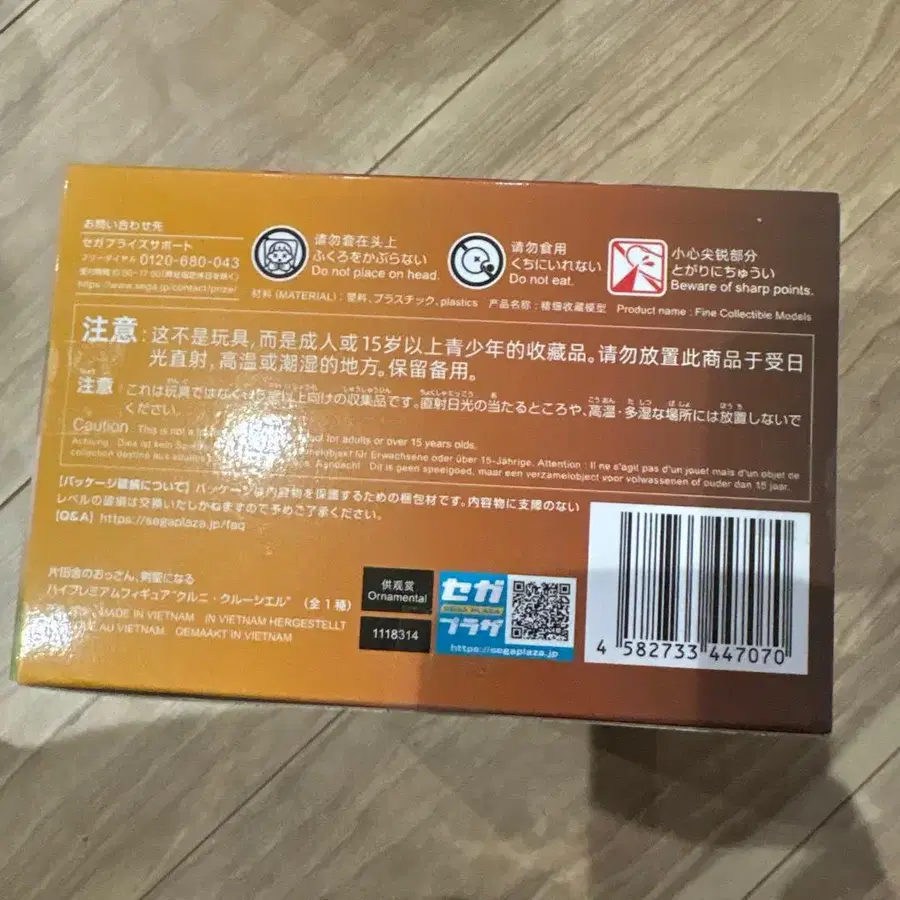 お問い合わせ先
セガプライズサポート
フリーダイヤル 0120-680-043
https://www.sega.jp/contact/prize/
请勿套在头上
ふくろをかぶらない
Do not place on head.
请勿食用
くちにいれない
Do not eat.
小心尖锐部分
とがりにちゅうい
Beware of sharp points.
材料 (MATERIAL) : 塑料, プラスチック, plastics 产品名称 : 精细收藏模型 Product name : Fine Collectible Models
注意 : 这不是玩具, 而是成人或15岁以上青少年的收藏品。请勿放置此商品于受日
光直射, 高温或潮湿的地方。保留备用。
注意 : これは玩具ではなく 以上向けの収集品です。直射日光の当たるところや、高温・多湿な場所には放置しないで
ください。
Caution : This is not a for adults or over 15 years olds.
Achtung : Dies ist kein für Erwachsene oder über 15-Jährige. Attention : Il ne s'agit pas d'un jouet mais d'un objet de
collection destine aux Dit is geen speelgoed, maar een verzamelobject voor volwassenen of ouder dan 15 jaar.
【パッケージ破損について】パッケージは内容物を保護するための梱包材です。内容物に支障のない
レベルの破損は交換いたしかねますので予めご了承ください。
【Q&A】https://segaplaza.jp/faq
片田舎のおっさん、剣聖になる
ハイプレミアムフィギュア"クルニ・クルーシエル" (全1種)
MADE IN VIETNAM IN VIETNAM HERGESTELLT
AU VIETNAM GEMAAKT IN VIETNAM
供观赏
Ornamental
1118314
セガ
SEGA PLAZA
プラザ
https://segaplaza.jp
4 582733 447070